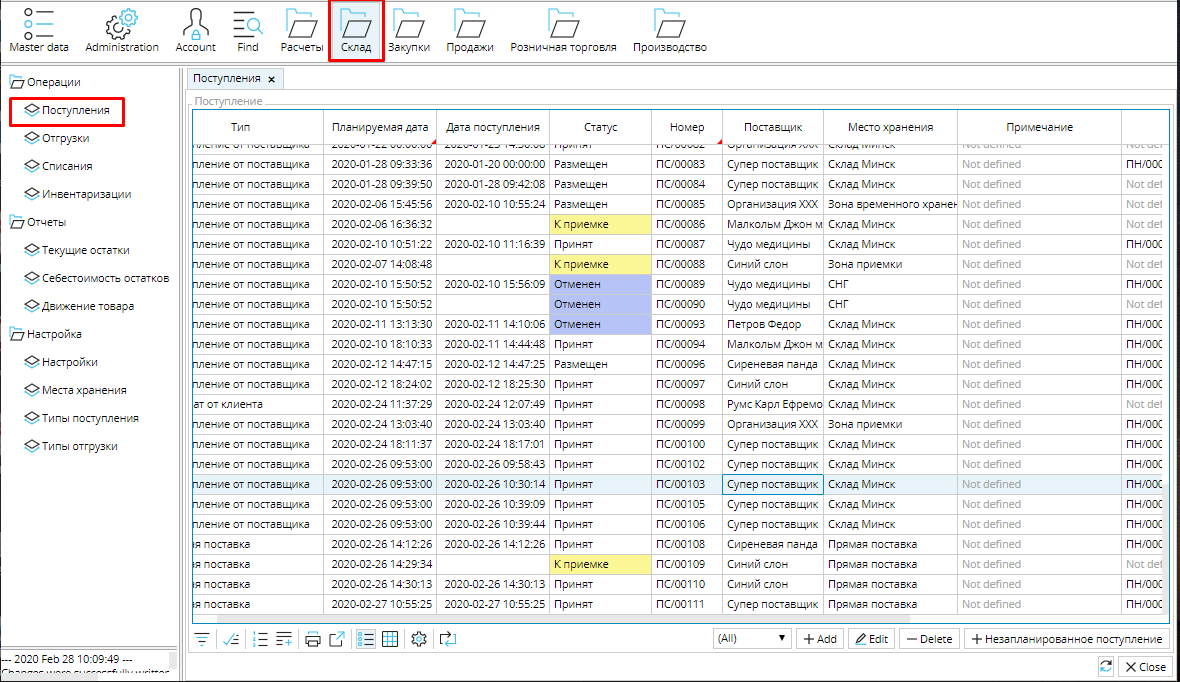 Master data Administration Account Find Расчеты Склад Закупки Продажи Розничная торговля Производство
Операции
Поступления
Отгрузки
Списания
Инвентаризации
Отчеты
Текущие остатки
Себестоимость остатков
Движение товара
Настройка
Настройки
Места хранения
Типы поступления
Типы отгрузки
--- 2020 Feb 28 10:09:49 ---
Changes were successfully written
Поступления
Поступление
Тип Планируемая дата Дата поступления Статус Номер Поставщик Место хранения Примечание
пление от поставщика 2020-01-28 09:33:36 2020-01-20 00:00:00 Размещен ПС/00083 Супер поставщик Склад Минск Not defined ПН/000
пление от поставщика 2020-01-28 09:39:50 2020-01-28 09:42:08 Размещен ПС/00084 Супер поставщик Склад Минск Not defined Not def
пление от поставщика 2020-02-06 15:45:56 2020-02-10 10:55:24 Размещен ПС/00085 Организация XXX Зона временного хранен Not defined Not def
пление от поставщика 2020-02-06 16:36:32 К приемке ПС/00086 Малкольм Джон м Склад Минск Not defined Not def
пление от поставщика 2020-02-10 10:51:22 2020-02-10 11:16:39 Принят ПС/00087 Чудо медицины Склад Минск Not defined ПН/000
пление от поставщика 2020-02-07 14:08:48 К приемке ПС/00088 Синий слон Зона приемки Not defined Not def
пление от поставщика 2020-02-10 15:50:52 2020-02-10 15:56:09 Отменен ПС/00089 Чудо медицины СНГ Not defined ПН/000
пление от поставщика 2020-02-10 15:50:52 Отменен ПС/00090 Чудо медицины СНГ Not defined Not def
пление от поставщика 2020-02-11 13:13:30 2020-02-11 14:10:06 Отменен ПС/00093 Петров Федор Склад Минск Not defined ПН/000
пление от поставщика 2020-02-10 18:10:33 2020-02-11 14:44:48 Принят ПС/00094 Малкольм Джон м Склад Минск Not defined ПН/000
пление от поставщика 2020-02-12 14:47:15 2020-02-12 14:47:25 Размещен ПС/00096 Сиреневая панда Склад Минск Not defined ПН/000
пление от поставщика 2020-02-12 18:24:02 2020-02-12 18:25:30 Принят ПС/00097 Синий слон Склад Минск Not defined ПН/000
ат от клиента 2020-02-24 11:37:29 2020-02-24 12:07:49 Принят ПС/00098 Румс Карл Ефремо Склад Минск Not defined Not def
пление от поставщика 2020-02-24 13:03:40 2020-02-24 13:03:40 Принят ПС/00099 Организация XXX Зона приемки Not defined ПН/000
пление от поставщика 2020-02-24 18:11:37 2020-02-24 18:17:01 Принят ПС/00100 Супер поставщик Склад Минск Not defined ПН/000
пление от поставщика 2020-02-26 09:53:00 2020-02-26 09:58:43 Принят ПС/00102 Супер поставщик Склад Минск Not defined ПН/000
пление от поставщика 2020-02-26 09:53:00 2020-02-26 10:30:14 Принят ПС/00103 Супер поставщик Склад Минск Not defined ПН/000
пление от поставщика 2020-02-26 09:53:00 2020-02-26 10:39:09 Принят ПС/00105 Супер поставщик Склад Минск Not defined ПН/000
пление от поставщика 2020-02-26 09:53:00 2020-02-26 10:39:44 Принят ПС/00106 Супер поставщик Склад Минск Not defined ПН/000
ая поставка 2020-02-26 14:12:26 2020-02-26 14:12:26 Принят ПС/00108 Сиреневая панда Прямая поставка Not defined ПН/000
ая поставка 2020-02-26 14:29:34 К приемке ПС/00109 Синий слон Прямая поставка Not defined Not def
ая поставка 2020-02-26 14:30:13 2020-02-26 14:30:13 Принят ПС/00110 Синий слон Прямая поставка Not defined ПН/000
ая поставка 2020-02-27 10:55:25 2020-02-27 10:55:25 Принят ПС/00111 Супер поставщик Прямая поставка Not defined ПН/000
(All) Add Edit Delete Незапланированное поступление
Close